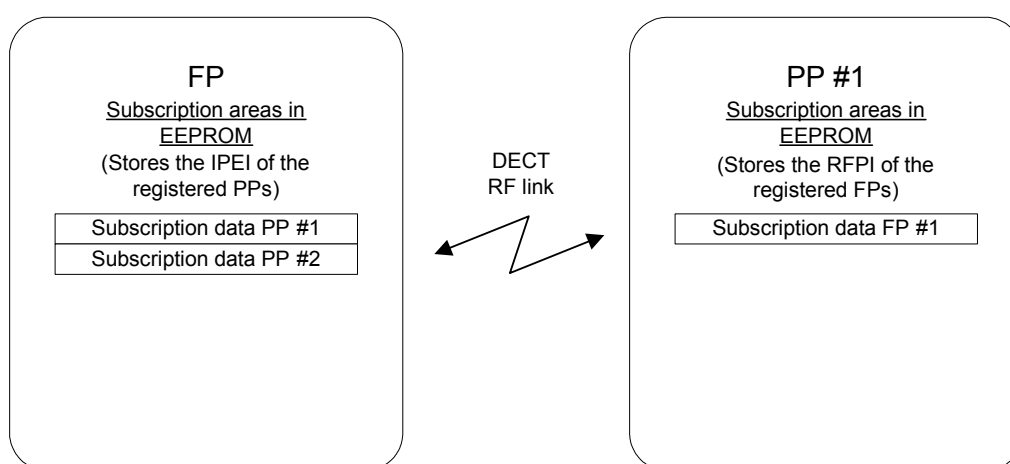 FP
Subscription areas in
EEPROM
(Stores the IPEI of the
registered PPs)
Subscription data PP #1
Subscription data PP #2
DECT
RF link
PP #1
Subscription areas in
EEPROM
(Stores the RFPI of the
registered FPs)
Subscription data FP #1